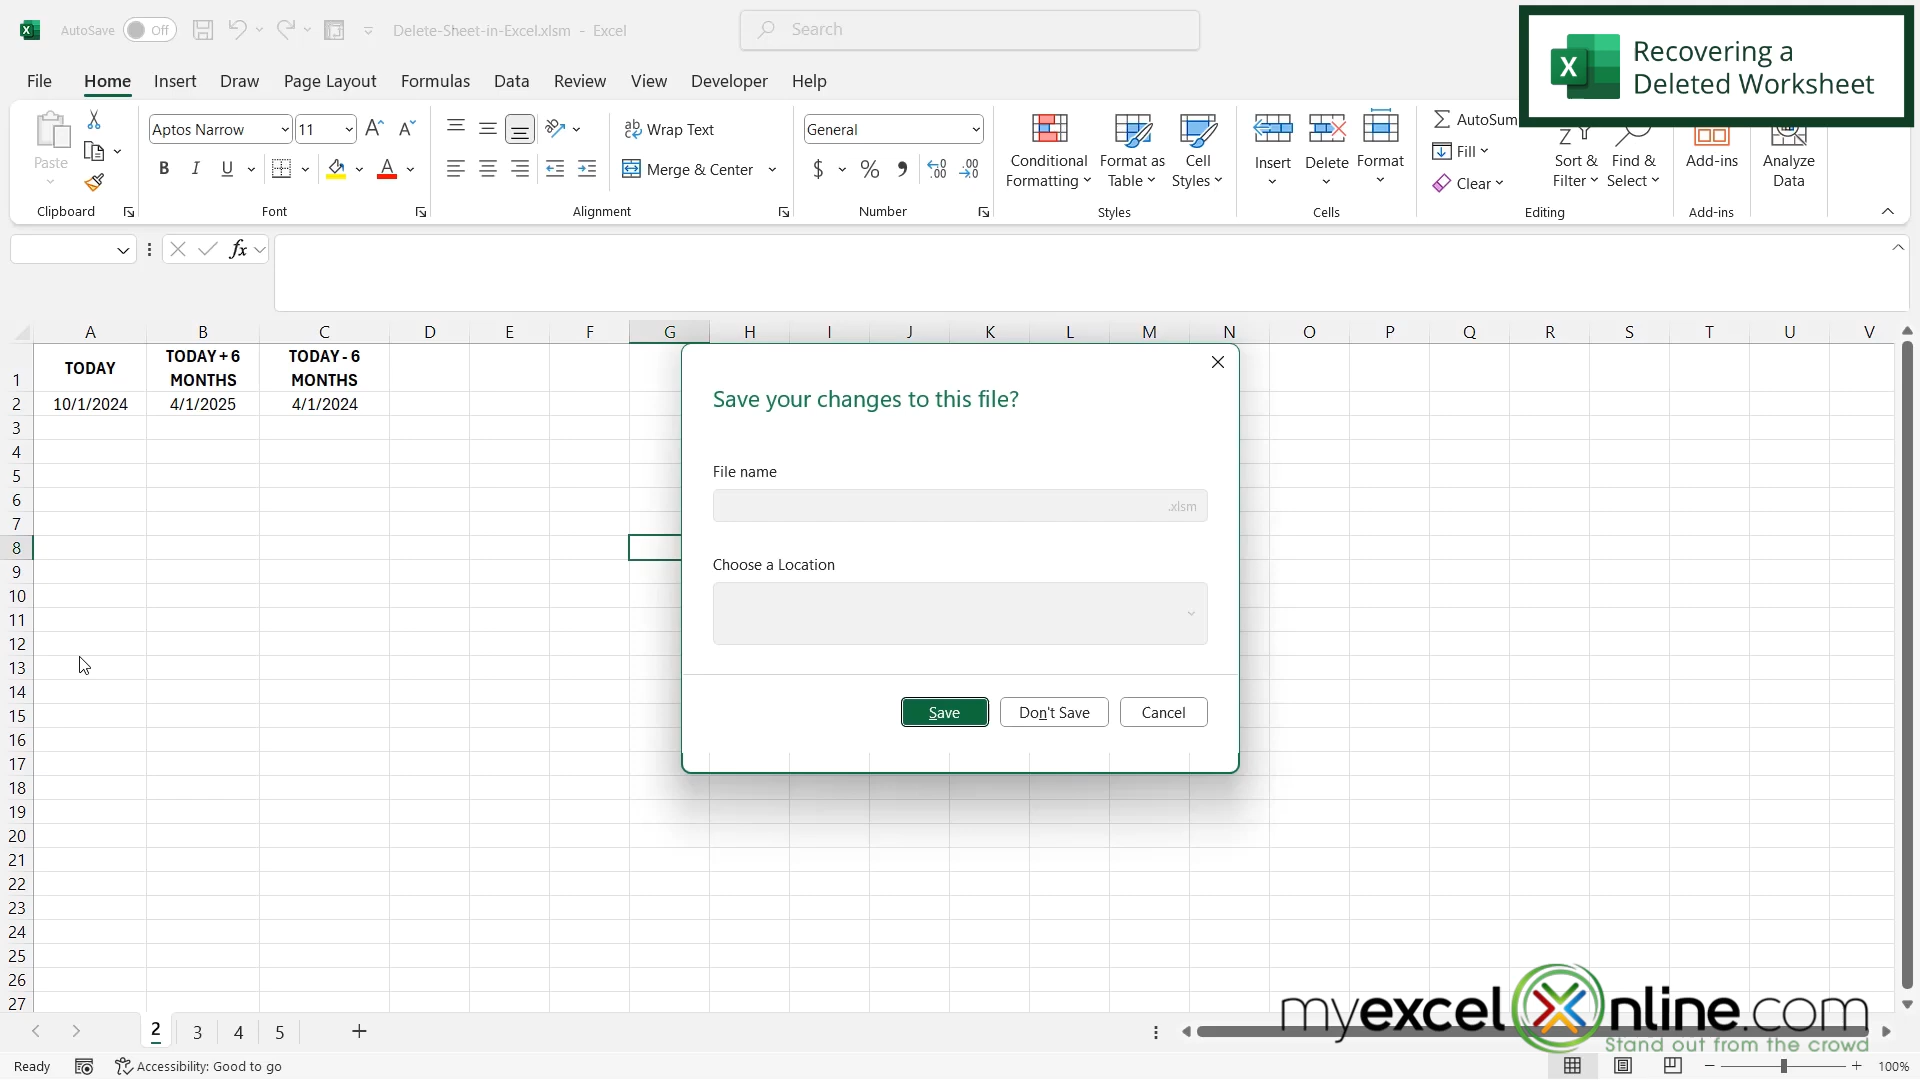 AutoSave Off Delete-Sheet-in-Excel.xlsm - Excel Search
Recovering a
Deleted Worksheet
File Home Insert Draw Page Layout Formulas Data Review View Developer Help
Paste
Clipboard
Aptos Narrow 11
B I U
Font
Wrap Text
Merge & Center
Alignment
General
$ %
Number
Conditional
Formatting
Format as
Table
Cell
Styles
Styles
Insert Delete Format
Cells
AutoSum
Fill
Clear
Sort &
Filter
Find &
Select
Editing
Add-ins
Add-ins
Analyze
Data
fx
A B C D E F G H I J K L M N O P Q R S T U V
1 TODAY TODAY + 6 MONTHS TODAY - 6 MONTHS
2 10/1/2024 4/1/2025 4/1/2024
3
4
5
6
7
8
9
10
11
12
13
14
15
16
17
18
19
20
21
22
23
24
25
26
27
Save your changes to this file?
File name
.xlsm
Choose a Location
Save Don't Save Cancel
2 3 4 5
myexcelOnline.com
Stand out from the crowd
Ready Accessibility: Good to go 100%